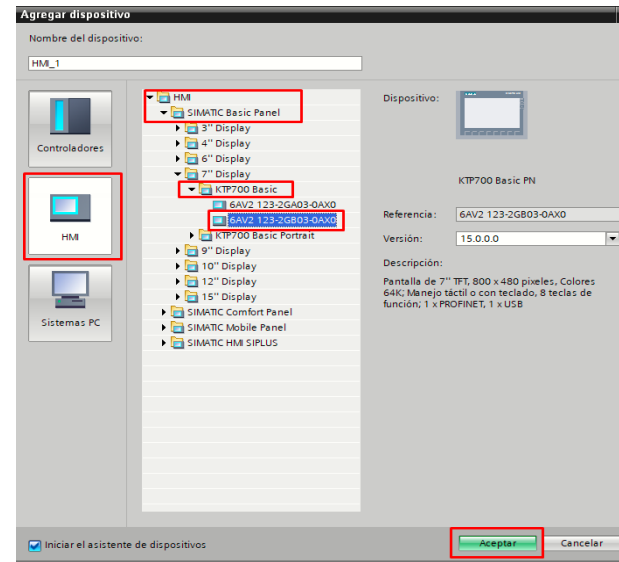 Agregar dispositivo
Nombre del dispositivo:
HMI_1
Controladores
HMI
Sistemas PC
HMI
SIMATIC Basic Panel
3'' Display
4'' Display
6'' Display
7'' Display
KTP700 Basic
6AV2 123-2GA03-0AX0
6AV2 123-2GB03-0AX0
KTP700 Basic Portrait
9'' Display
10'' Display
12'' Display
15'' Display
SIMATIC Comfort Panel
SIMATIC Mobile Panel
SIMATIC HMI SIPLUS
Dispositivo:
KTP700 Basic PN
Referencia: 6AV2 123-2GB03-0AX0
Versión: 15.0.0.0
Descripción:
Pantalla de 7'' TFT, 800 x 480 pixeles, Colores
64K; Manejo táctil o con teclado, 8 teclas de
función; 1 x PROFINET, 1 x USB
Iniciar el asistente de dispositivos
Aceptar
Cancelar